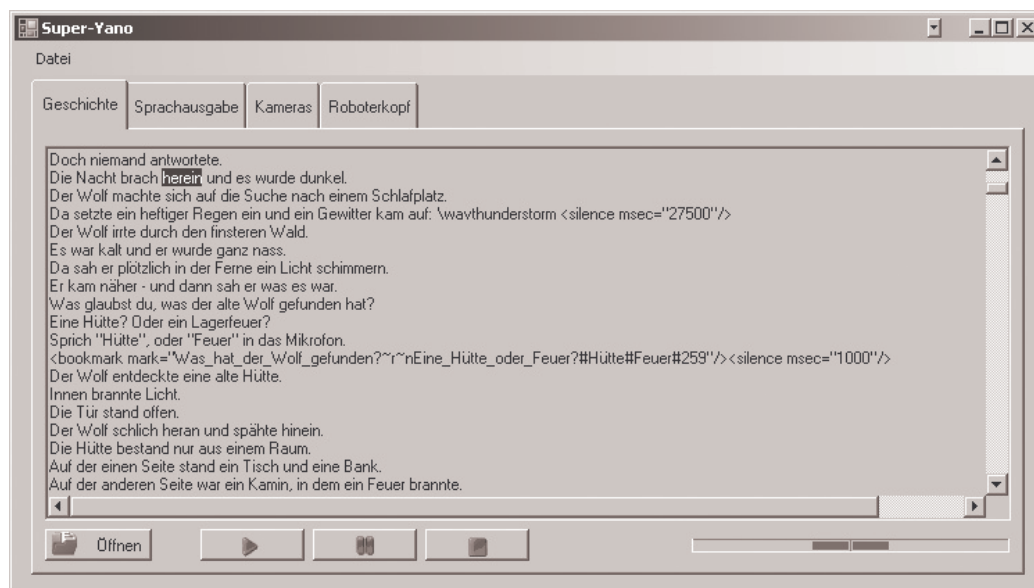 Super-Yano
Datei
Geschichte Sprachausgabe Kameras Roboterkopf
Doch niemand antwortete.
Die Nacht brach herein und es wurde dunkel.
Der Wolf machte sich auf die Suche nach einem Schlafplatz.
Da setzte ein heftiger Regen ein und ein Gewitter kam auf: \wavthunderstorm <silence msec="27500"/>
Der Wolf irrte durch den finsteren Wald.
Es war kalt und er wurde ganz nass.
Da sah er plötzlich in der Ferne ein Licht schimmern.
Er kam näher - und dann sah er was es war.
Was glaubst du, was der alte Wolf gefunden hat?
Eine Hütte? Oder ein Lagerfeuer?
Sprich "Hütte", oder "Feuer" in das Mikrofon.
<bookmark mark="Was_hat_der_Wolf_gefunden?~r~nEine_Hütte_oder_Feuer?#Hütte#Feuer#259"/><silence msec="1000"/>
Der Wolf entdeckte eine alte Hütte.
Innen brannte Licht.
Die Tür stand offen.
Der Wolf schlich heran und spähte hinein.
Die Hütte bestand nur aus einem Raum.
Auf der einen Seite stand ein Tisch und eine Bank.
Auf der anderen Seite war ein Kamin, in dem ein Feuer brannte.
Öffnen